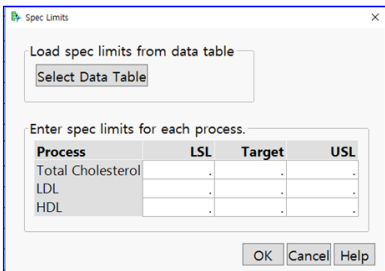 Spec Limits
Load spec limits from data table
Select Data Table
Enter spec limits for each process.
Process LSL Target USL
Total Cholesterol . . .
LDL . . .
HDL . . .
OK Cancel Help